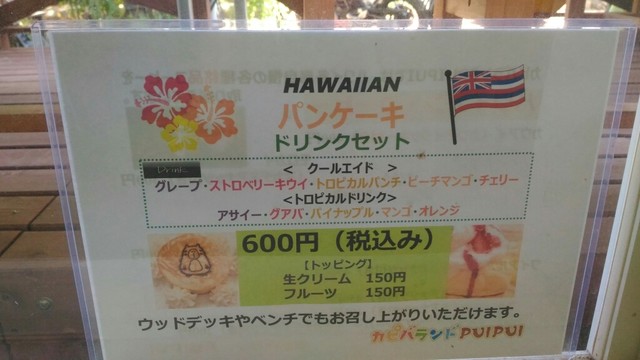 HAWAIIAN
パンケーキ
ドリンクセット
Drink
< クールエイド >
グレープ・ストロベリーキウイ・トロピカルパンチ・ピーチマンゴ・チェリー
<トロピカルドリンク>
アサイー・グアバ・パイナップル・マンゴ・オレンジ
600円（税込み）
【トッピング】
生クリーム 150円
フルーツ 150円
ウッドデッキやベンチでもお召し上がりいただけます。
カピバランドPUIPUI